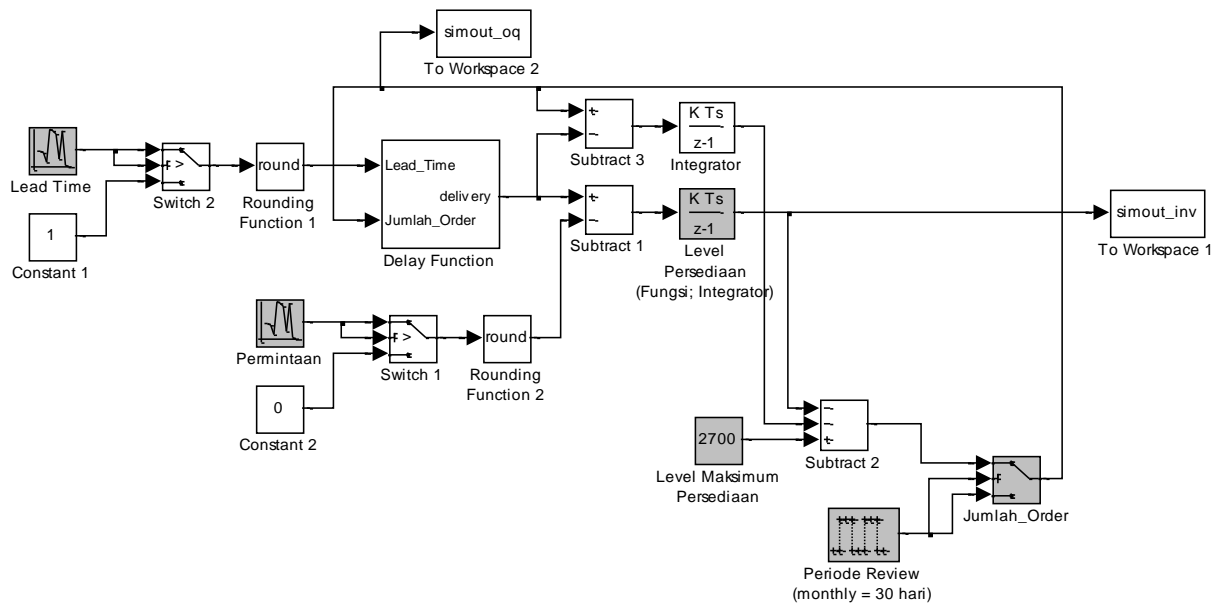 simout_oq
To Workspace 2
Lead Time
>
Switch 2
round
Rounding
Function 1
1
Constant 1
Lead_Time
delivery
Jumlah_Order
Delay Function
+
−
Subtract 3
K Ts
z-1
Integrator
+
−
Subtract 1
K Ts
z-1
Level
Persediaan
(Fungsi; Integrator)
simout_inv
To Workspace 1
Permintaan
>
Switch 1
round
Rounding
Function 2
0
Constant 2
2700
Level Maksimum
Persediaan
−
−
+
Subtract 2
Jumlah_Order
Periode Review
(monthly = 30 hari)